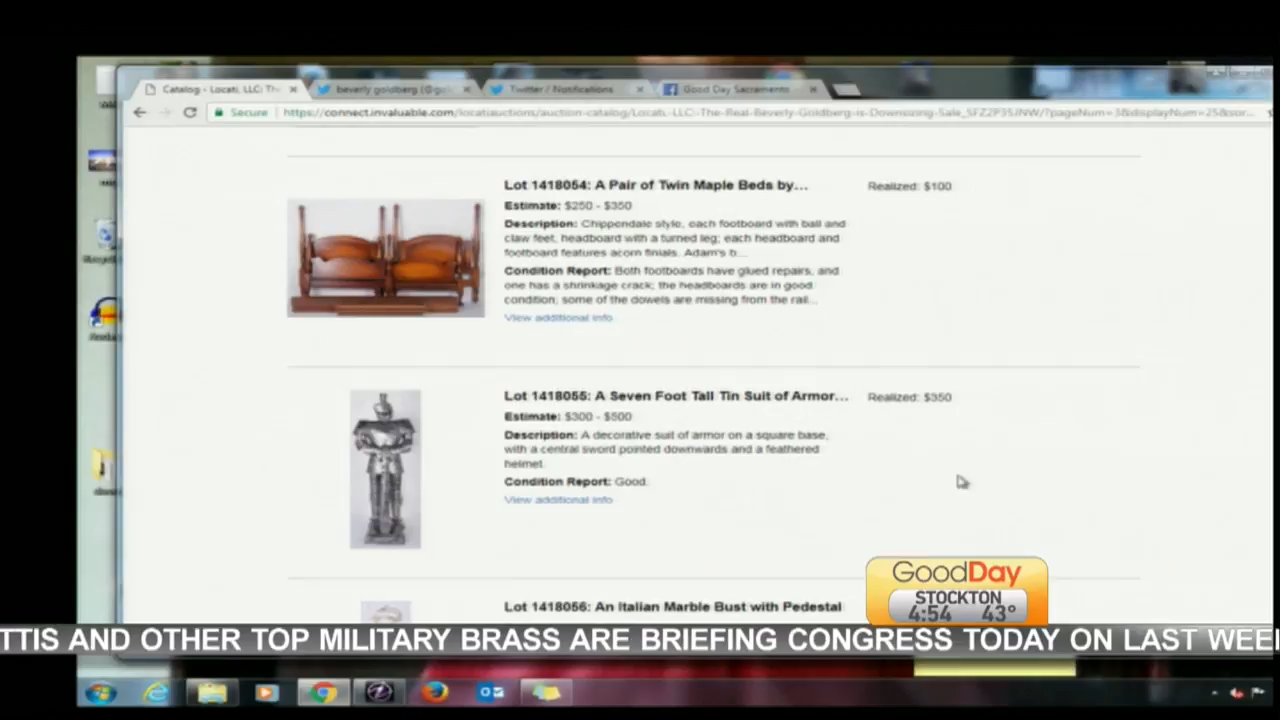 Catalog - Locati, LLC: Th
beverly goldberg (@go
Twitter / Notifications
Good Day Sacramento
Secure
https://connect.invaluable.com/locatiauctions/auction-catalog/Locati,-LLC:-The-Real-Beverly-Goldberg-is-Downsizing-Sale_
Lot 1418054: A Pair of Twin Maple Beds by...
Realized: $100
Estimate: $250 - $350
Description: Chippendale style, each footboard with ball and
claw feet, headboard with a turned leg; each headboard and
footboard features acorn finials. Adam's b...
Condition Report: Both footboards have glued repairs, and
one has a shrinkage crack; the headboards are in good
condition; some of the dowels are missing from the rail...
View additional info
Lot 1418055: A Seven Foot Tall Tin Suit of Armor...
Realized: $350
Estimate: $300 - $500
Description: A decorative suit of armor on a square base,
with a central sword pointed downwards and a feathered
helmet.
Condition Report: Good.
View additional info
Lot 1418056: An Italian Marble Bust with Pedestal
GoodDay
STOCKTON
4:54 43°
TTIS AND OTHER TOP MILITARY BRASS ARE BRIEFING CONGRESS TODAY ON LAST WEE